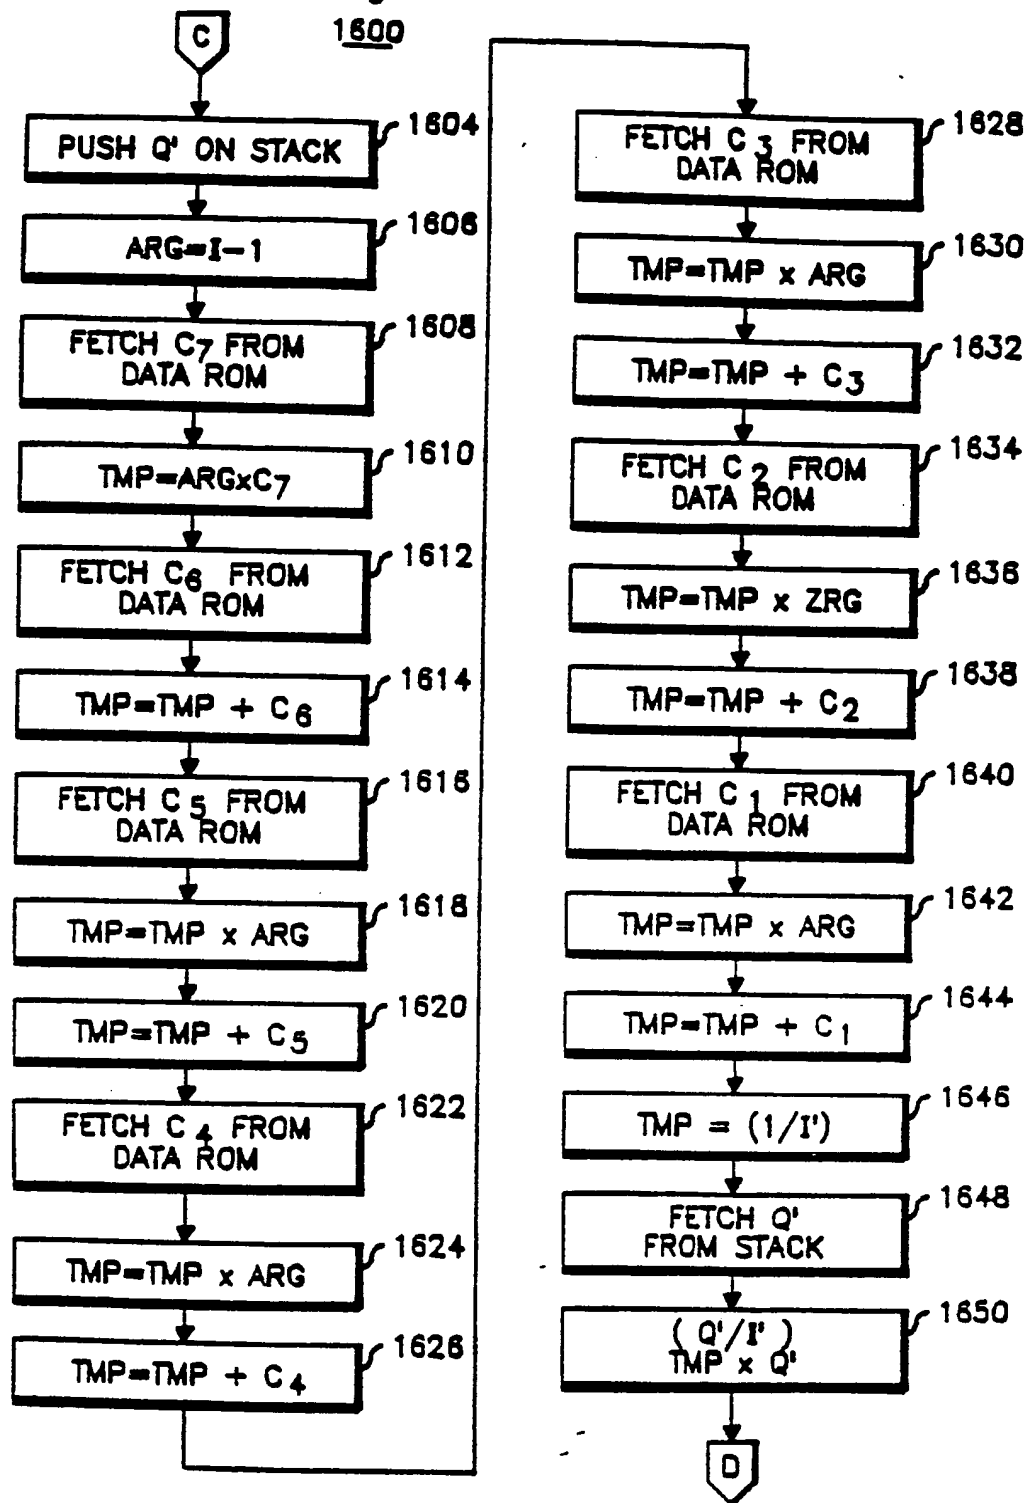 1600
C
PUSH Q' ON STACK
1604
ARG=I-1
1606
FETCH C7 FROM
DATA ROM
1608
TMP=ARGxC7
1610
FETCH C6 FROM
DATA ROM
1612
TMP=TMP + C6
1614
FETCH C5 FROM
DATA ROM
1616
TMP=TMP x ARG
1618
TMP=TMP + C5
1620
FETCH C4 FROM
DATA ROM
1622
TMP=TMP x ARG
1624
TMP=TMP + C4
1626
FETCH C3 FROM
DATA ROM
1628
TMP=TMP x ARG
1630
TMP=TMP + C3
1632
FETCH C2 FROM
DATA ROM
1634
TMP=TMP x ZRG
1636
TMP=TMP + C2
1638
FETCH C1 FROM
DATA ROM
1640
TMP=TMP x ARG
1642
TMP=TMP + C1
1644
TMP = (1/I')
1646
FETCH Q'
FROM STACK
1648
( Q'/I' )
TMP x Q'
1650
D